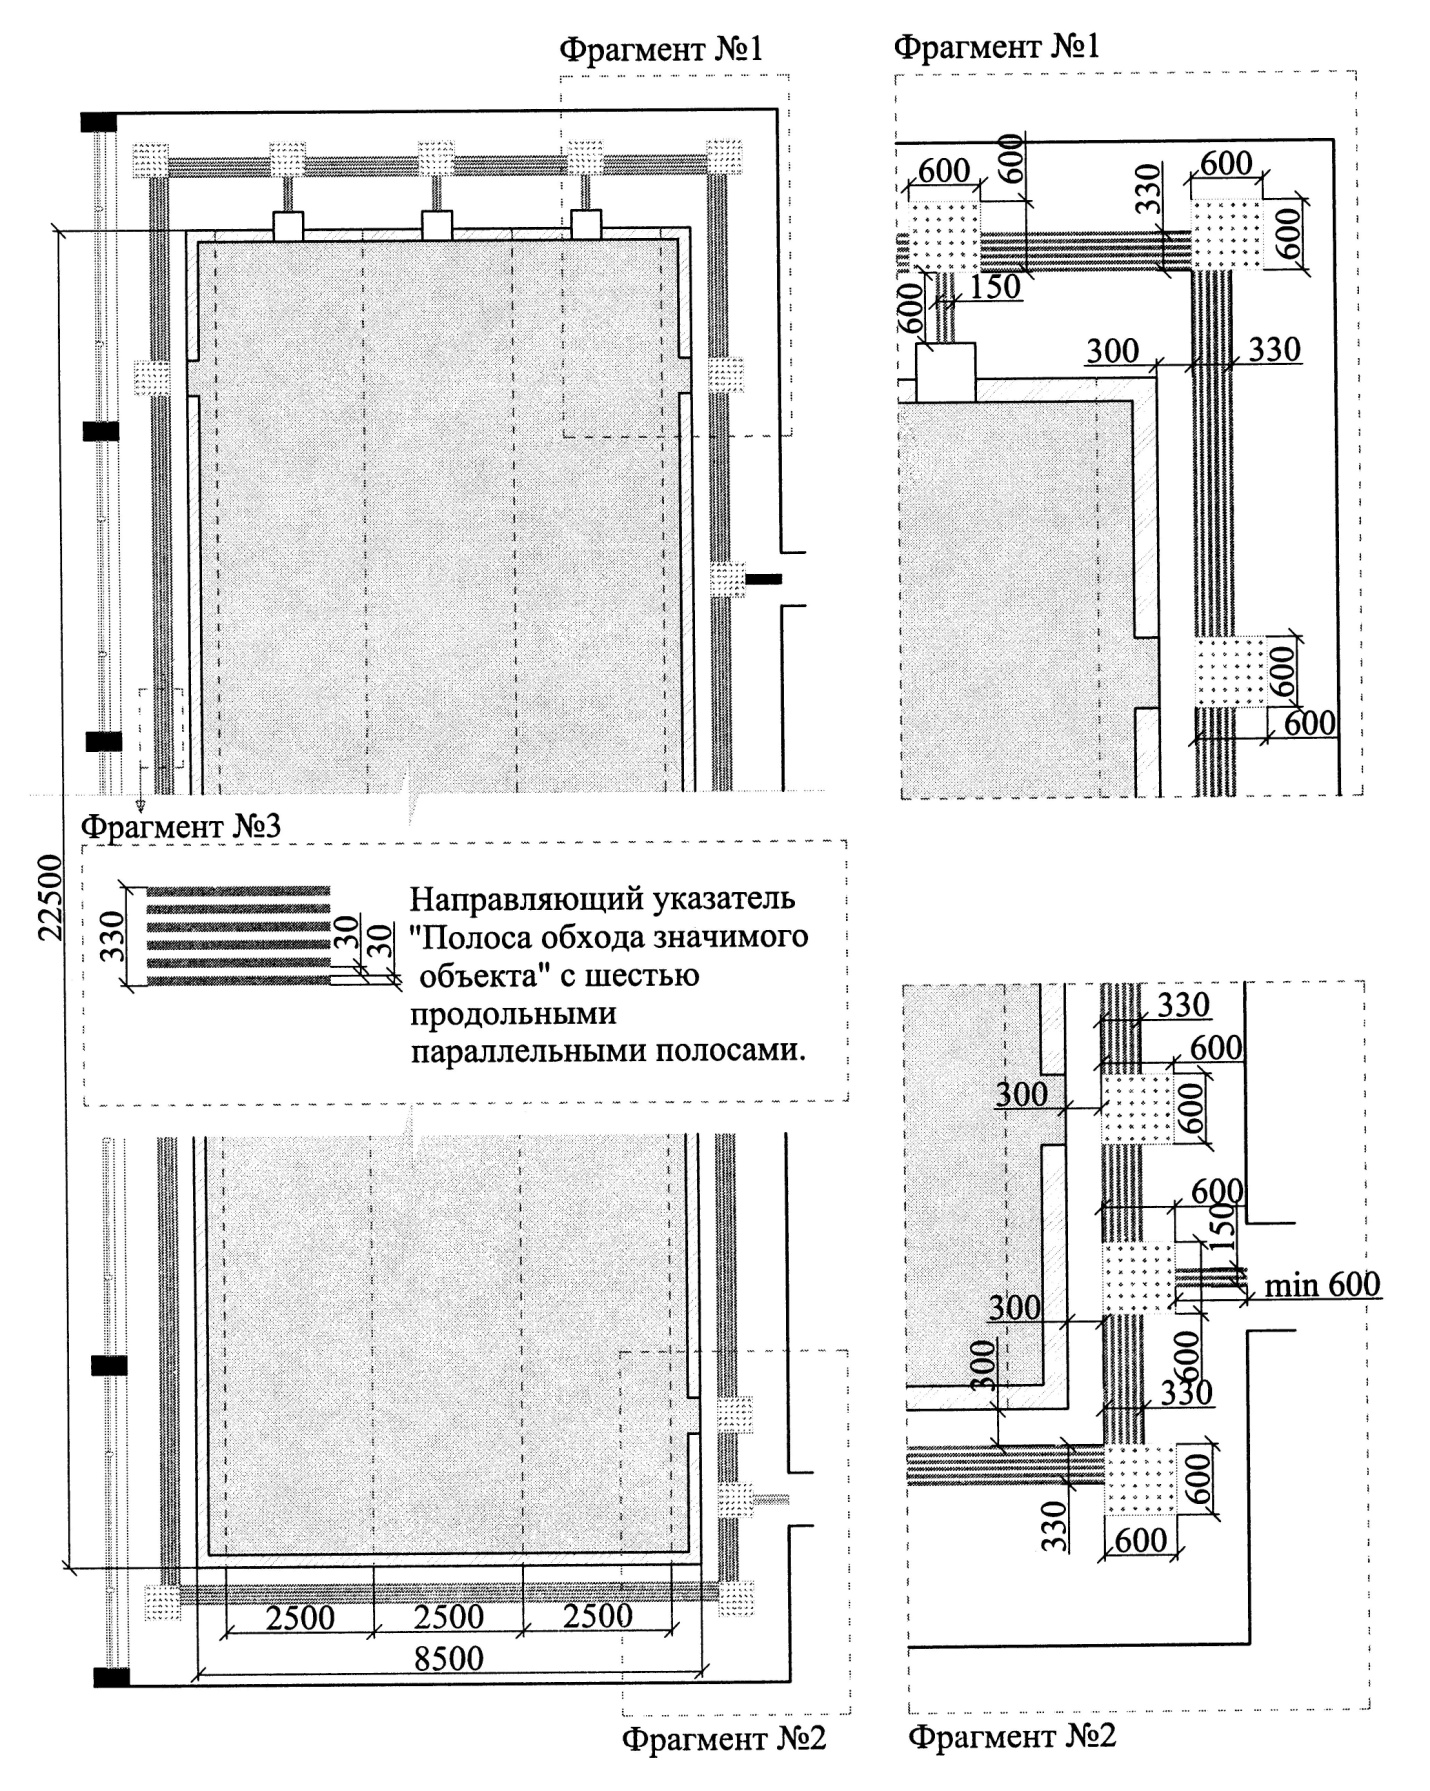 Фрагмент №1
Фрагмент №1
600
600
330
600
600
600
150
300
330
600
600
22500
Фрагмент №3
330
30
30
Направляющий указатель
"Полоса обхода значимого
объекта" с шестью
продольными
параллельными полосами.
330
600
300
600
600
150
min 600
300
600
300
330
600
330
600
2500
2500
2500
8500
Фрагмент №2
Фрагмент №2